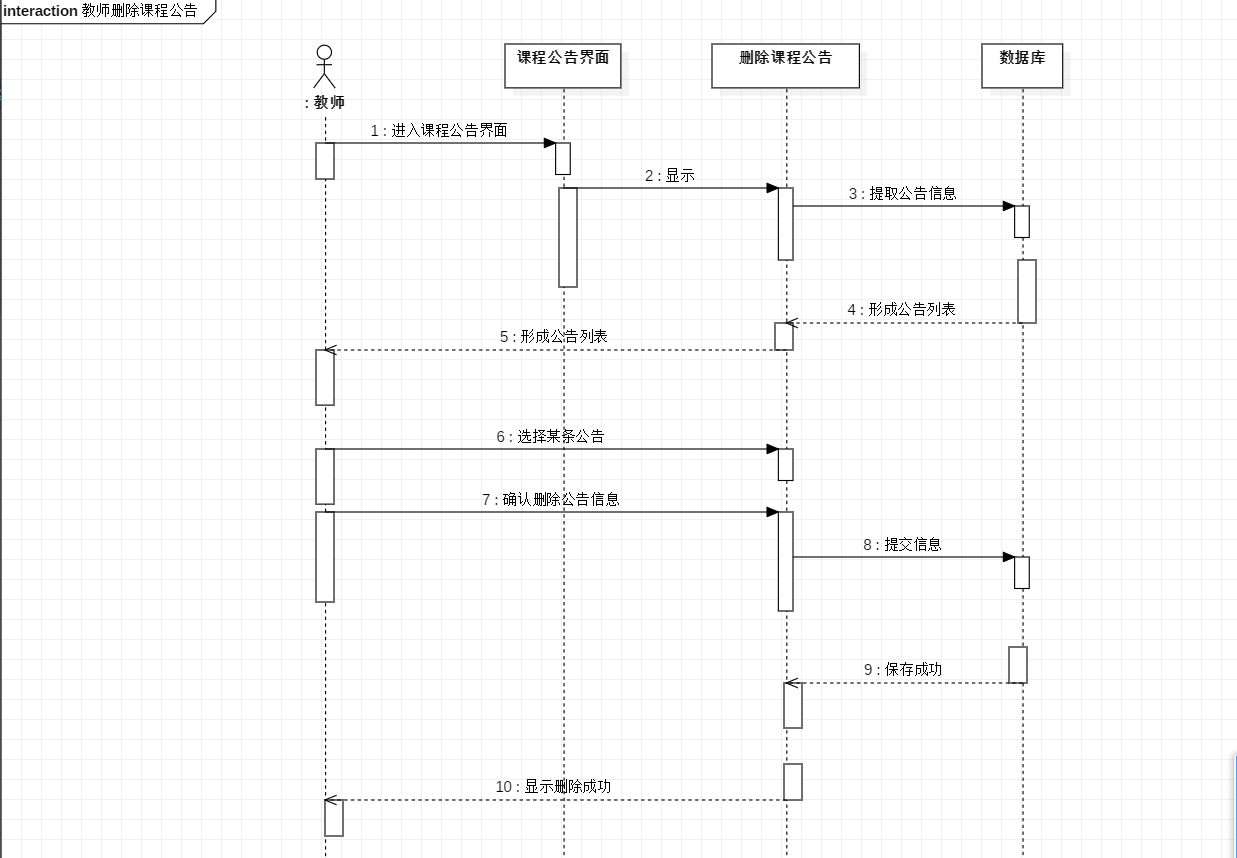 interaction 教师删除课程公告
课程公告界面
删除课程公告
数据库
: 教师
1 : 进入课程公告界面
2 : 显示
3 : 提取公告信息
4 : 形成公告列表
5 : 形成公告列表
6 : 选择某条公告
7 : 确认删除公告信息
8 : 提交信息
9 : 保存成功
10 : 显示删除成功